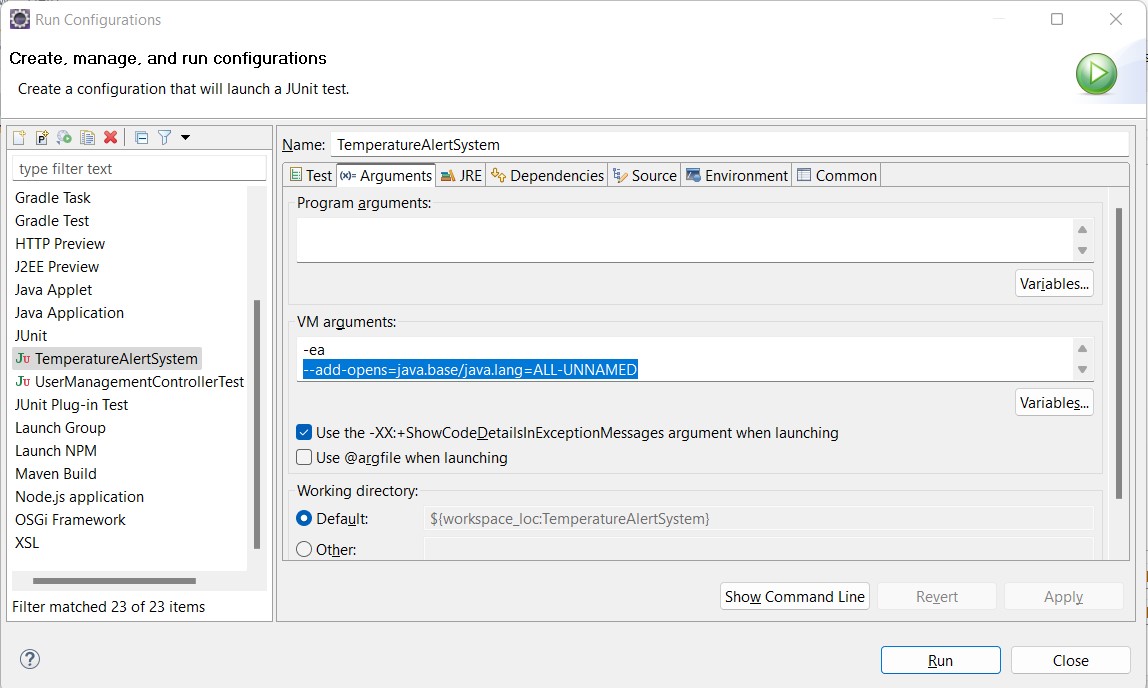 Run Configurations
Create, manage, and run configurations
Create a configuration that will launch a JUnit test.
type filter text
Gradle Task
Gradle Test
HTTP Preview
J2EE Preview
Java Applet
Java Application
JUnit
Ju TemperatureAlertSystem
Ju UserManagementControllerTest
JUnit Plug-in Test
Launch Group
Launch NPM
Maven Build
Node.js application
OSGi Framework
XSL
Filter matched 23 of 23 items
Name: TemperatureAlertSystem
Test (x)= Arguments JRE Dependencies Source Environment Common
Program arguments:
Variables...
VM arguments:
-ea
--add-opens=java.base/java.lang=ALL-UNNAMED
Variables...
Use the -XX:+ShowCodeDetailsInExceptionMessages argument when launching
Use @argfile when launching
Working directory:
Default: ${workspace_loc:TemperatureAlertSystem}
Other:
Show Command Line Revert Apply
? Run Close